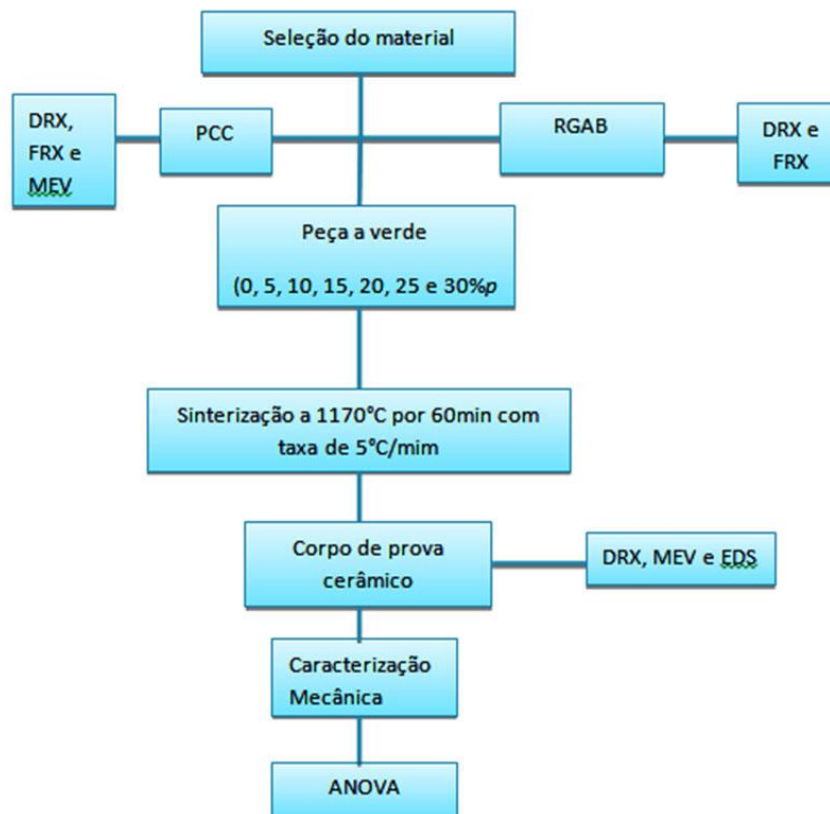 Seleção do material
DRX,
FRX e
MEV
PCC
RGAB
DRX e
FRX
Peça a verde
(0, 5, 10, 15, 20, 25 e 30%p
Sinterização a 1170°C por 60min com
taxa de 5°C/mim
Corpo de prova
cerâmico
DRX, MEV e EDS
Caracterização
Mecânica
ANOVA